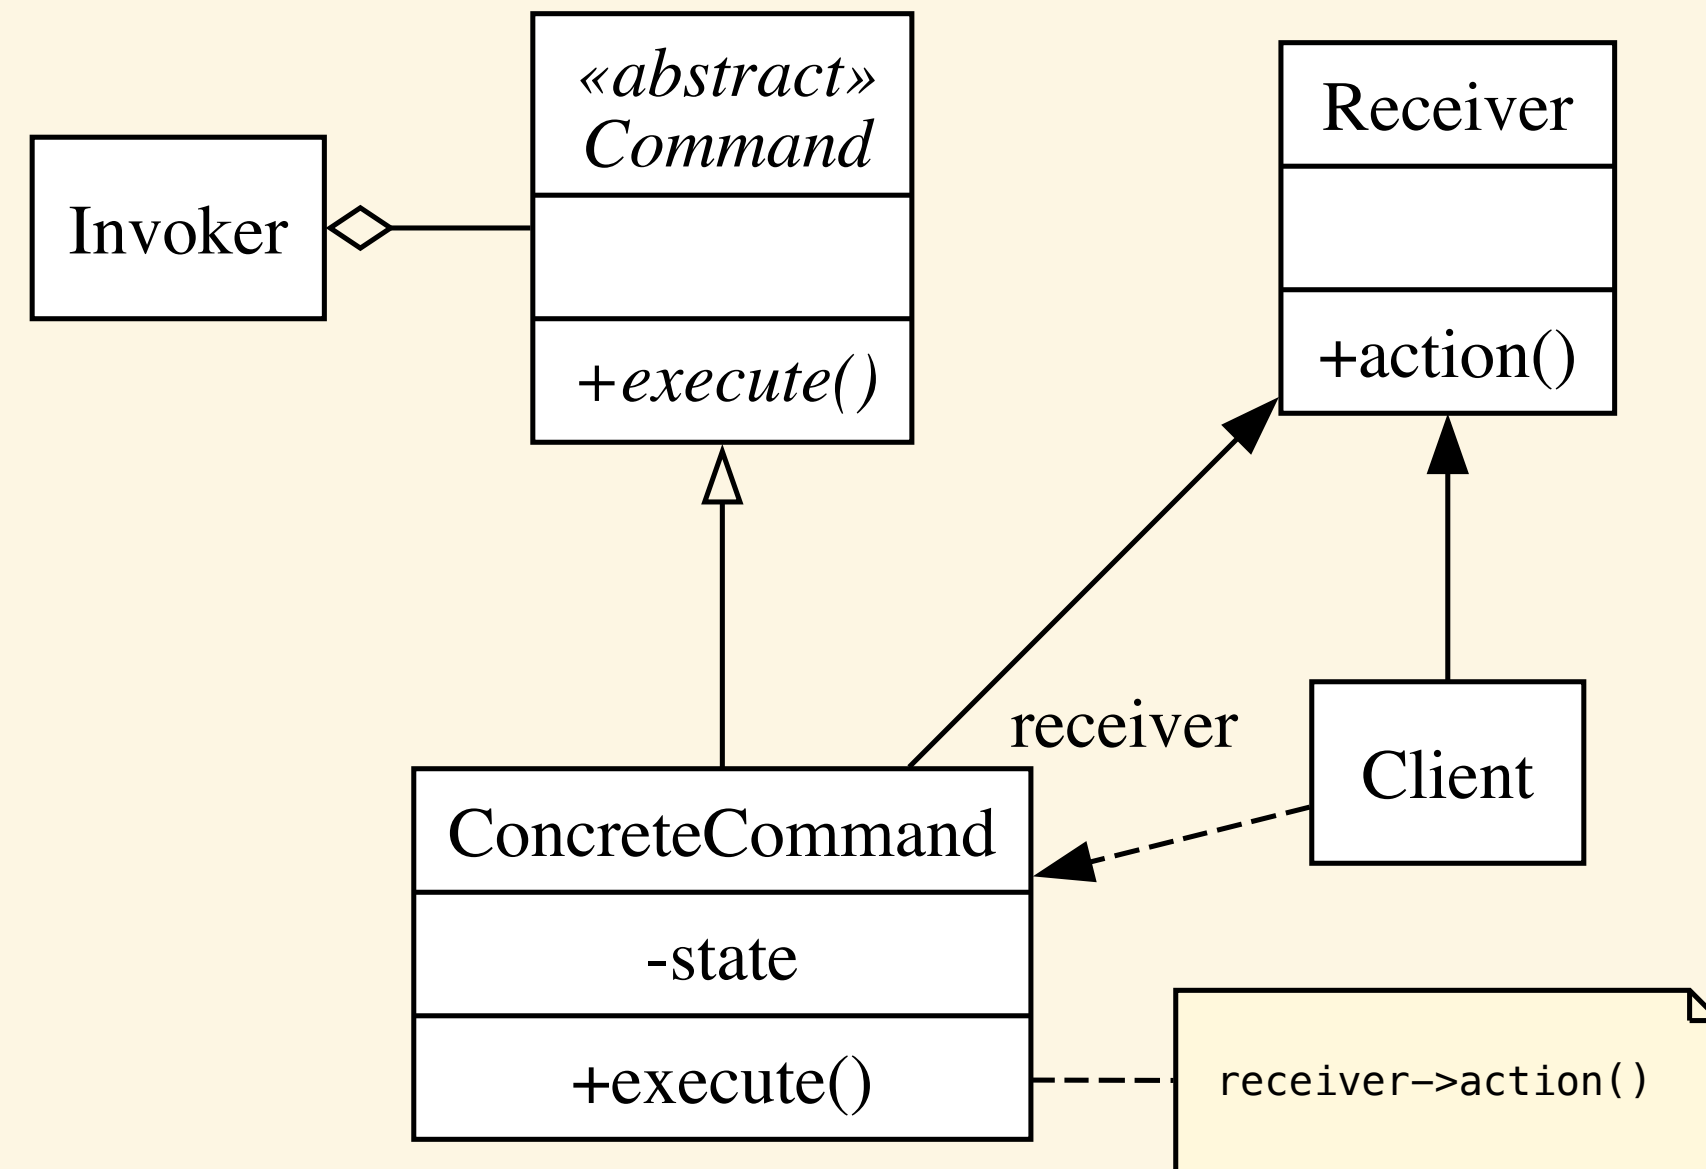 Invoker
«abstract»
Command
+execute()
Receiver
+action()
receiver
Client
ConcreteCommand
-state
+execute()
receiver−>action()